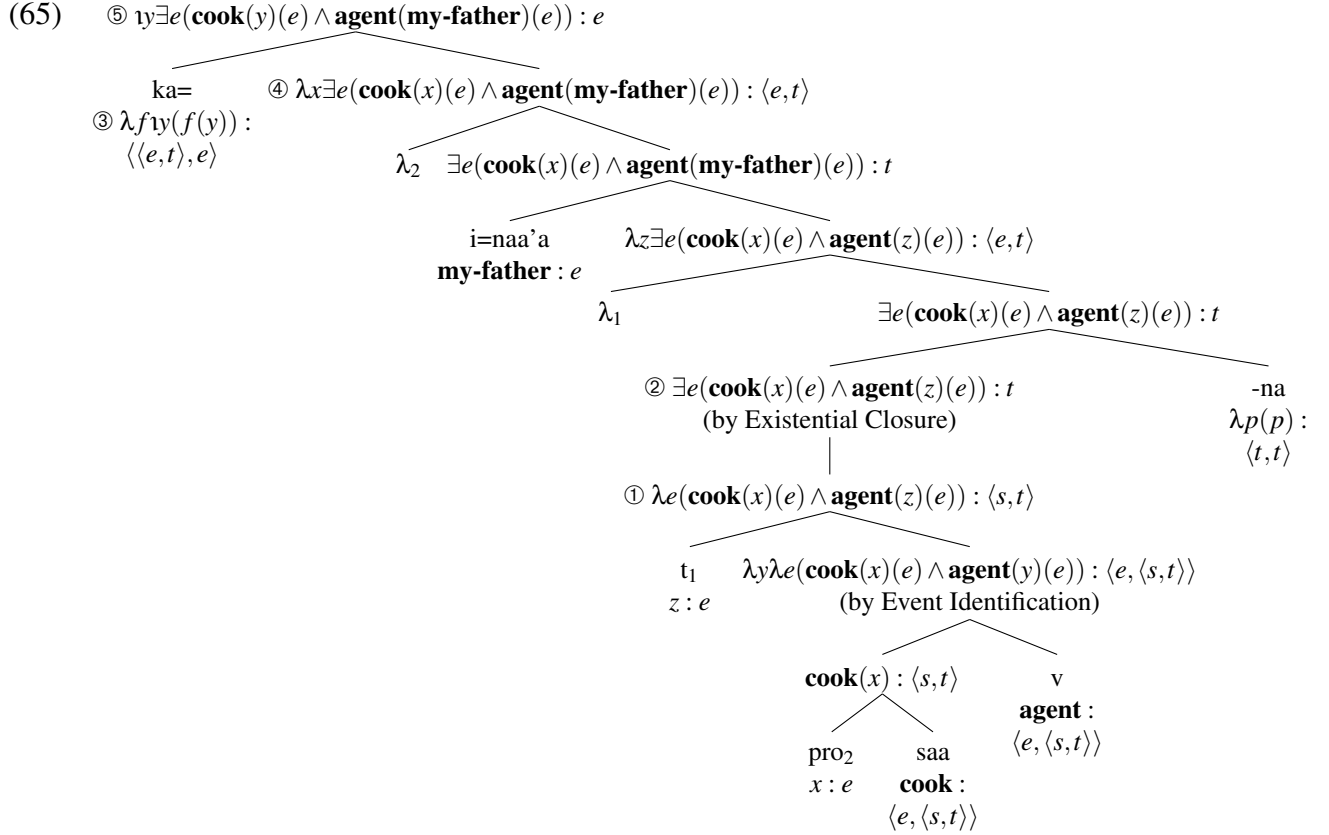 (65) ⑤ ℩y∃e(cook(y)(e) ∧ agent(my-father)(e)) : e
ka= ④ λx∃e(cook(x)(e) ∧ agent(my-father)(e)) : ⟨e,t⟩
③ λf℩y(f(y)) :
⟨⟨e,t⟩,e⟩
λ₂ ∃e(cook(x)(e) ∧ agent(my-father)(e)) : t
i=naa'a λz∃e(cook(x)(e) ∧ agent(z)(e)) : ⟨e,t⟩
my-father : e
λ₁ ∃e(cook(x)(e) ∧ agent(z)(e)) : t
② ∃e(cook(x)(e) ∧ agent(z)(e)) : t -na
(by Existential Closure) λp(p) :
⟨t,t⟩
① λe(cook(x)(e) ∧ agent(z)(e)) : ⟨s,t⟩
t₁ λyλe(cook(x)(e) ∧ agent(y)(e)) : ⟨e,⟨s,t⟩⟩
z : e (by Event Identification)
cook(x) : ⟨s,t⟩ v
agent :
⟨e,⟨s,t⟩⟩
pro₂ saa
x : e cook :
⟨e,⟨s,t⟩⟩